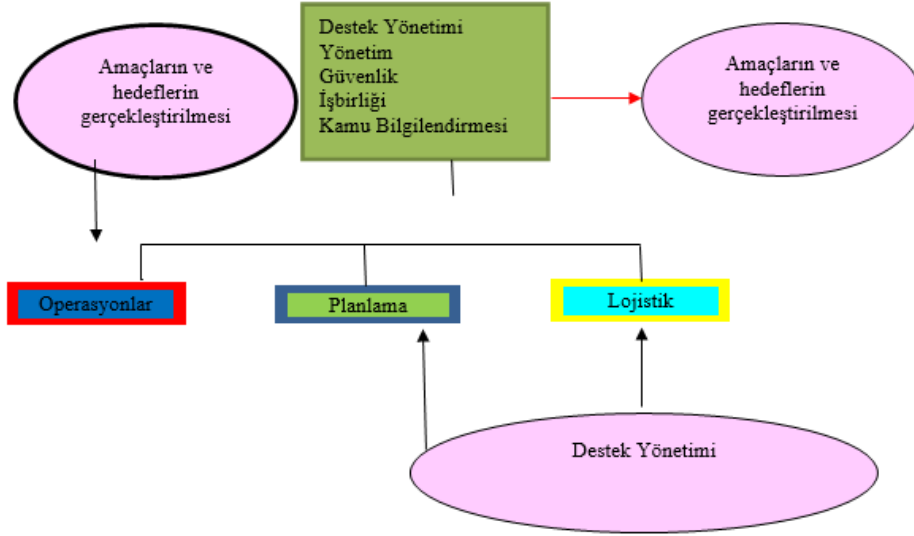 Amaçların ve
hedeflerin
gerçekleştirilmesi
Destek Yönetimi
Yönetim
Güvenlik
İşbirliği
Kamu Bilgilendirmesi
Amaçların ve
hedeflerin
gerçekleştirilmesi
Operasyonlar
Planlama
Lojistik
Destek Yönetimi